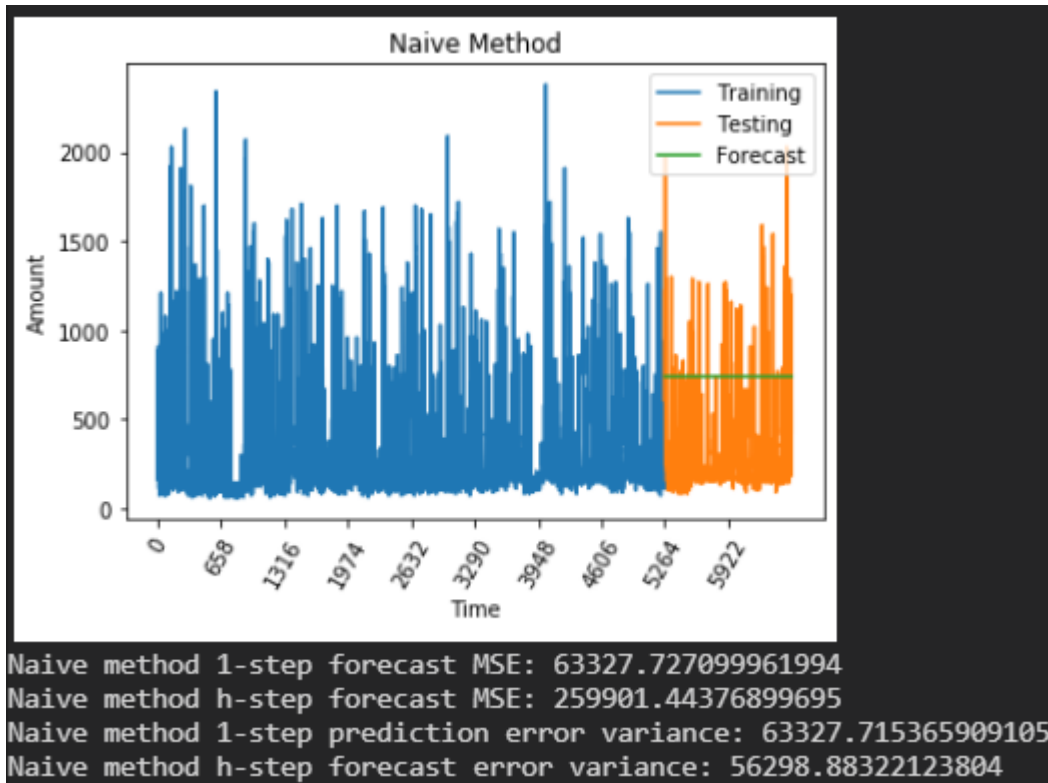 Naive Method
Training
Testing
Forecast
Amount
2000
1500
1000
500
0
0
658
1316
1974
2632
3290
3948
4606
5264
5922
Time
Naive method 1-step forecast MSE: 63327.727099961994
Naive method h-step forecast MSE: 259901.44376899695
Naive method 1-step prediction error variance: 63327.715365909105
Naive method h-step forecast error variance: 56298.88322123804